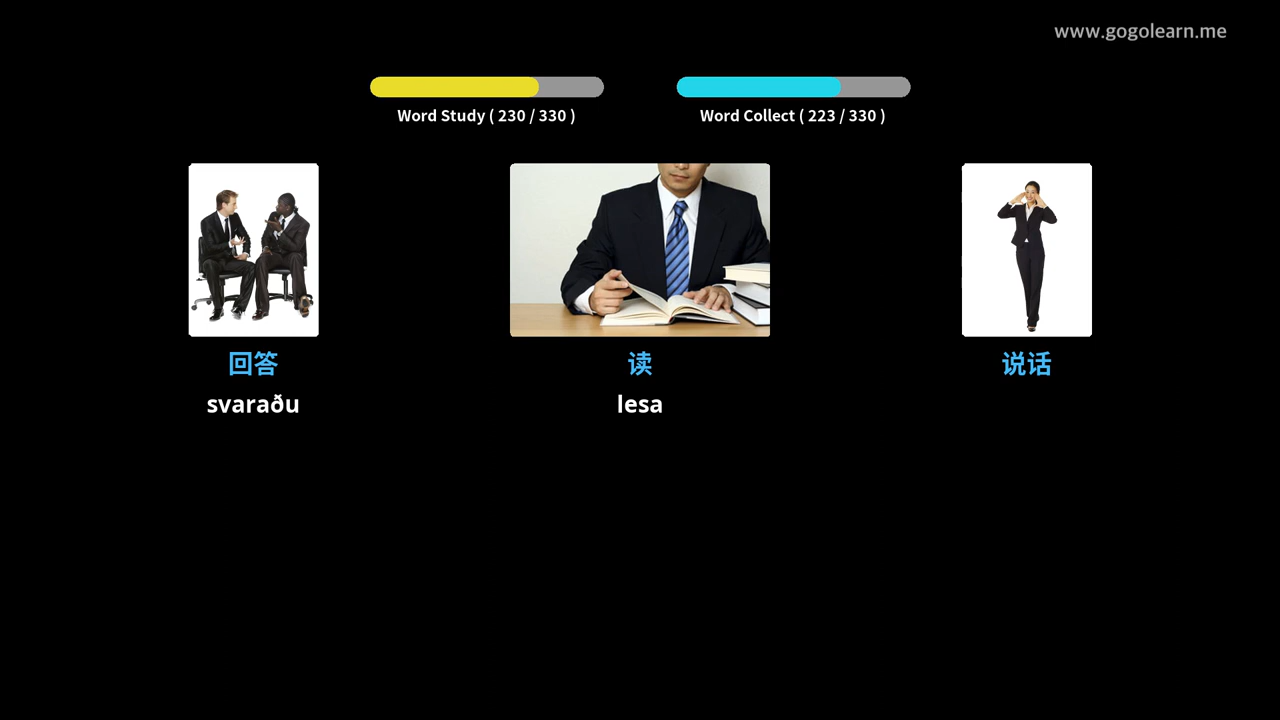 www.gogolearn.me
Word Study ( 230 / 330 )
Word Collect ( 223 / 330 )
回答
读
说话
svaraðu
lesa